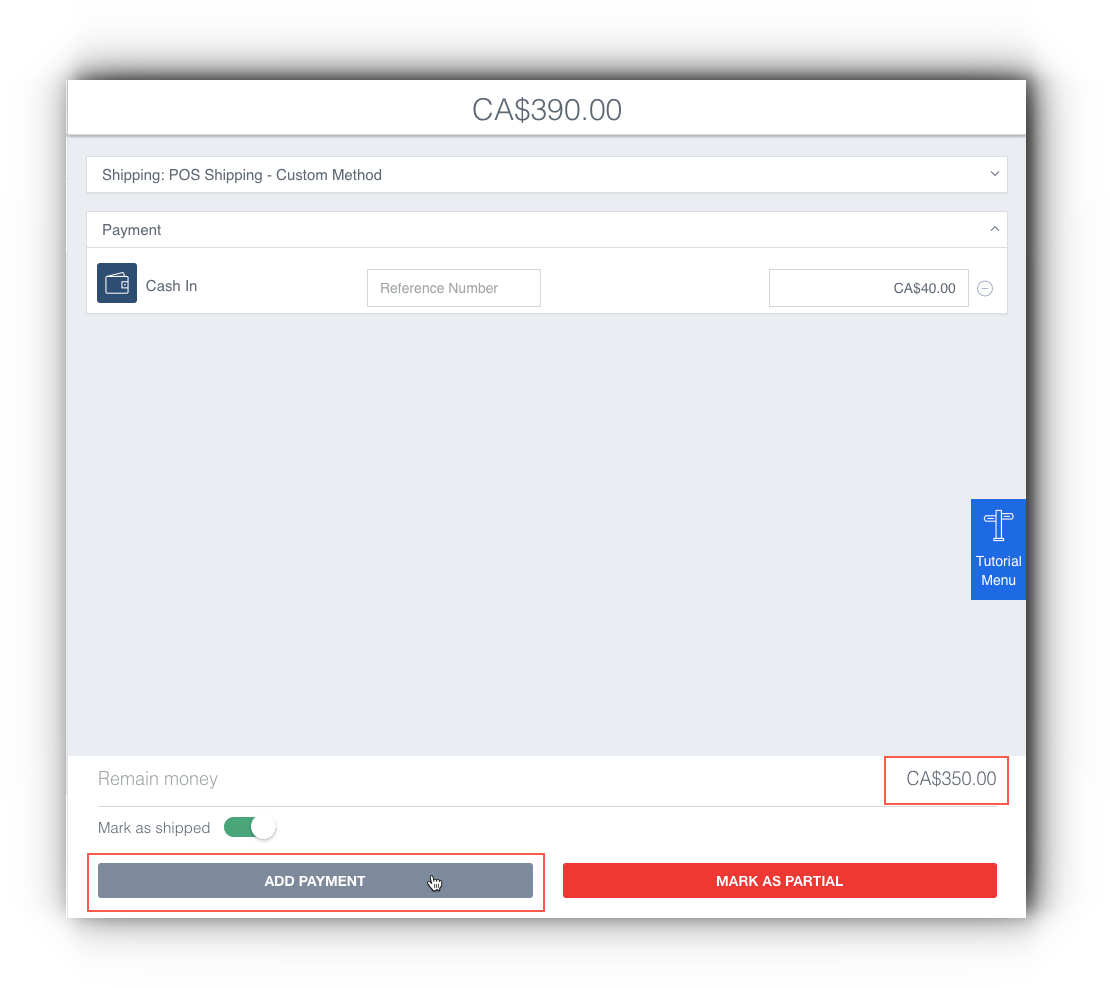 CA$390.00
Shipping: POS Shipping - Custom Method
Payment
Cash In
Reference Number
CA$40.00
Tutorial
Menu
Remain money
CA$350.00
Mark as shipped
ADD PAYMENT
MARK AS PARTIAL